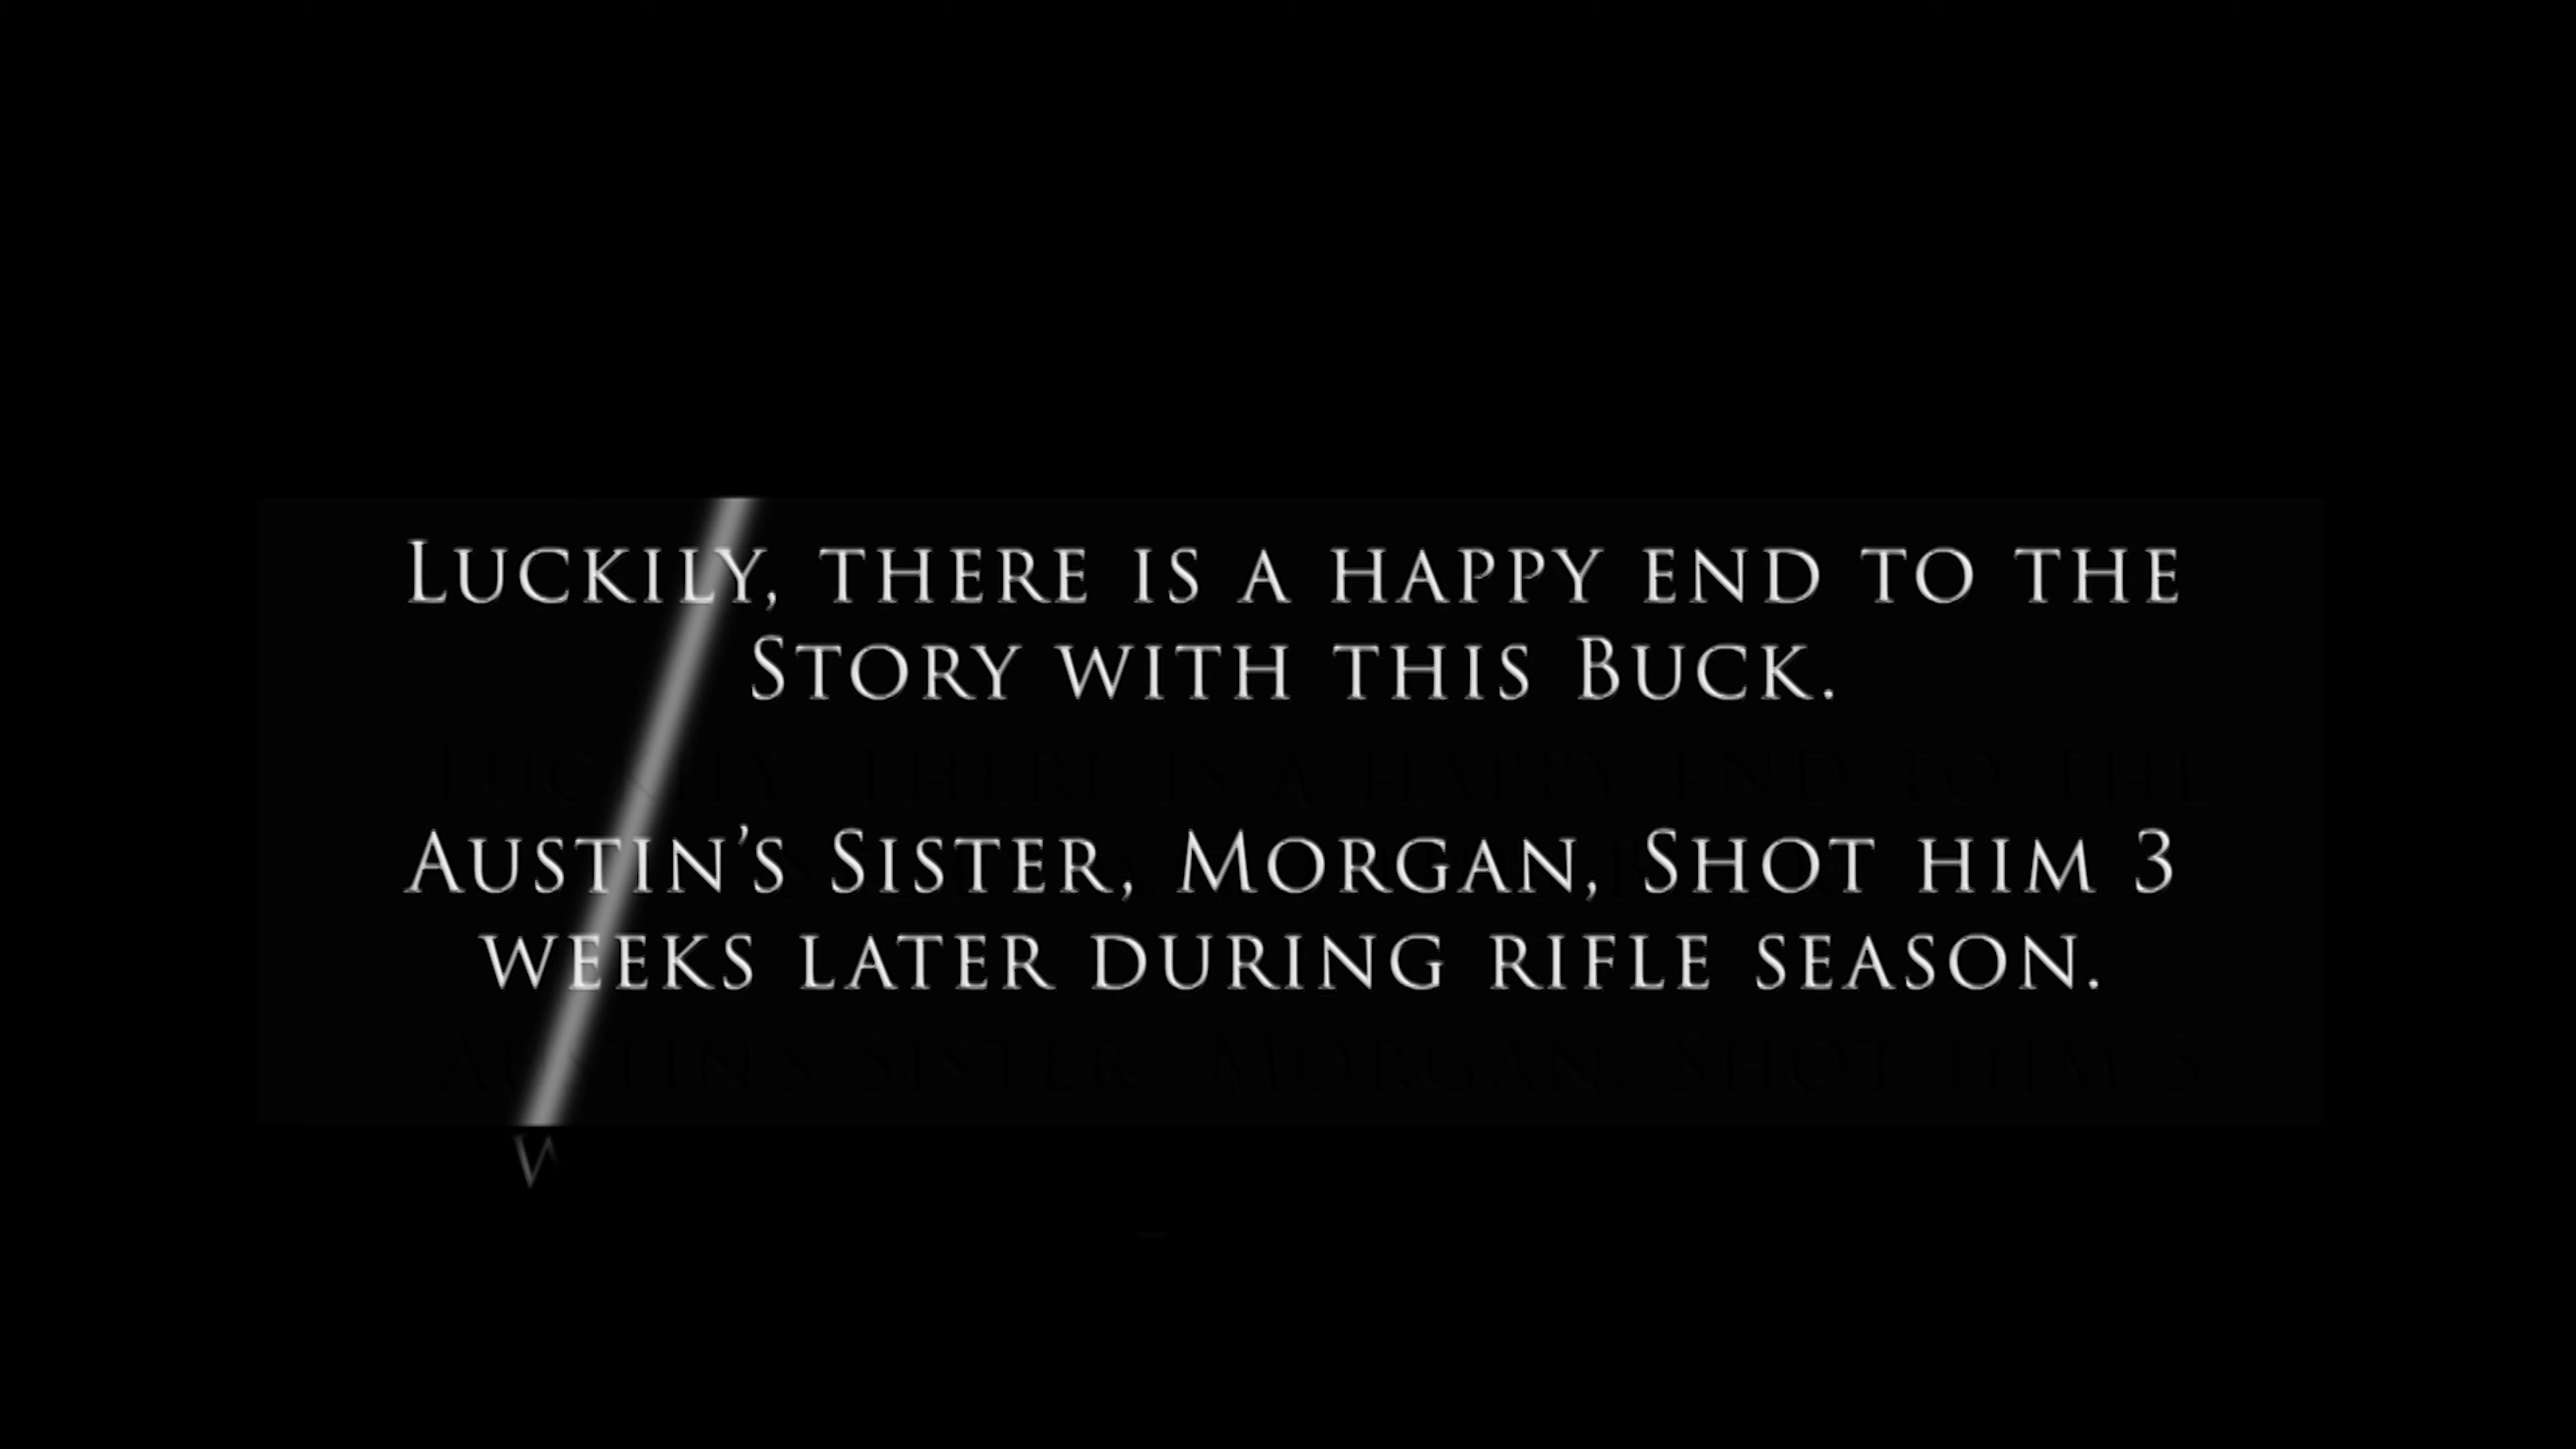 Luckily, there is a happy end to the
Story with this Buck.
Austin’s Sister, Morgan, Shot him 3
weeks later during rifle season.